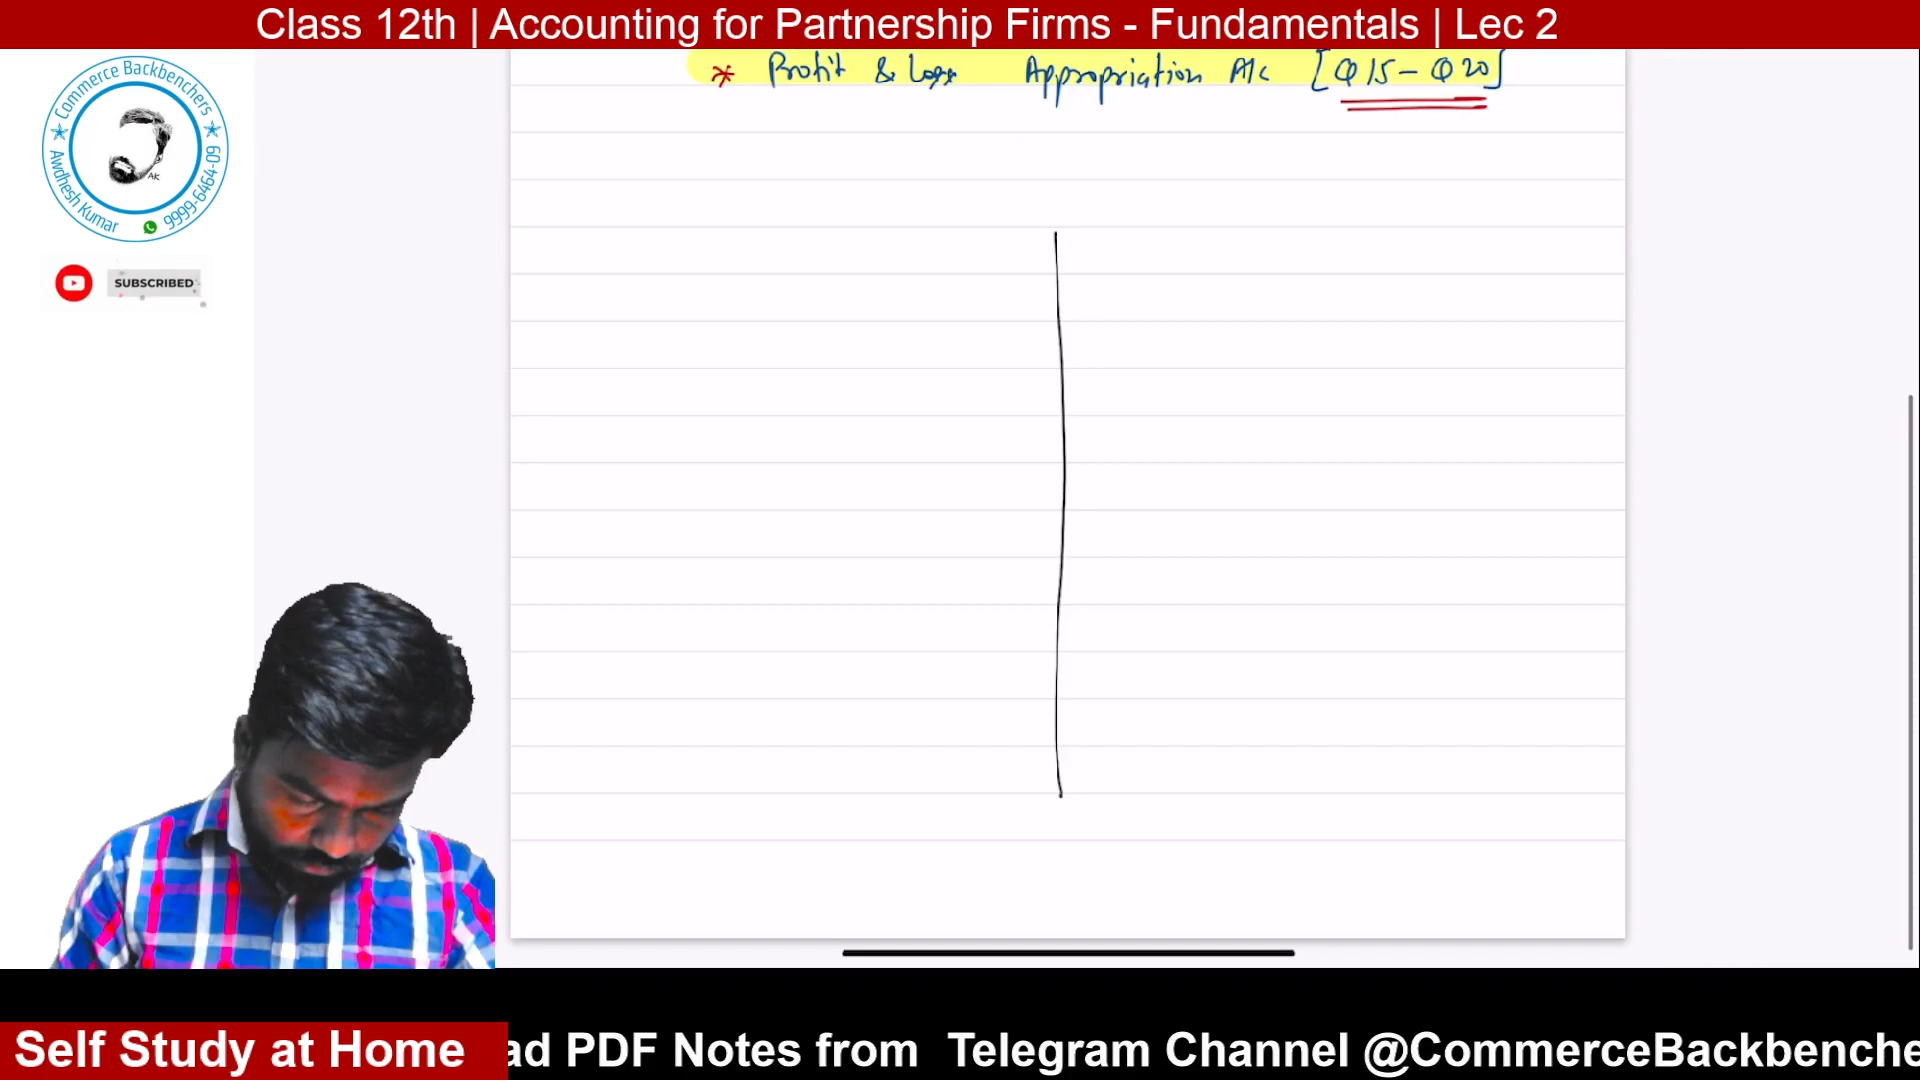 Class 12th | Accounting for Partnership Firms - Fundamentals | Lec 2
* Profit & Loss Appropriation A/c [Q15 - Q20]
★ Commerce Backbenchers ★
AK
Awdhesh Kumar 9999-6464-09
SUBSCRIBED
Self Study at Home ad PDF Notes from Telegram Channel @CommerceBackbenche